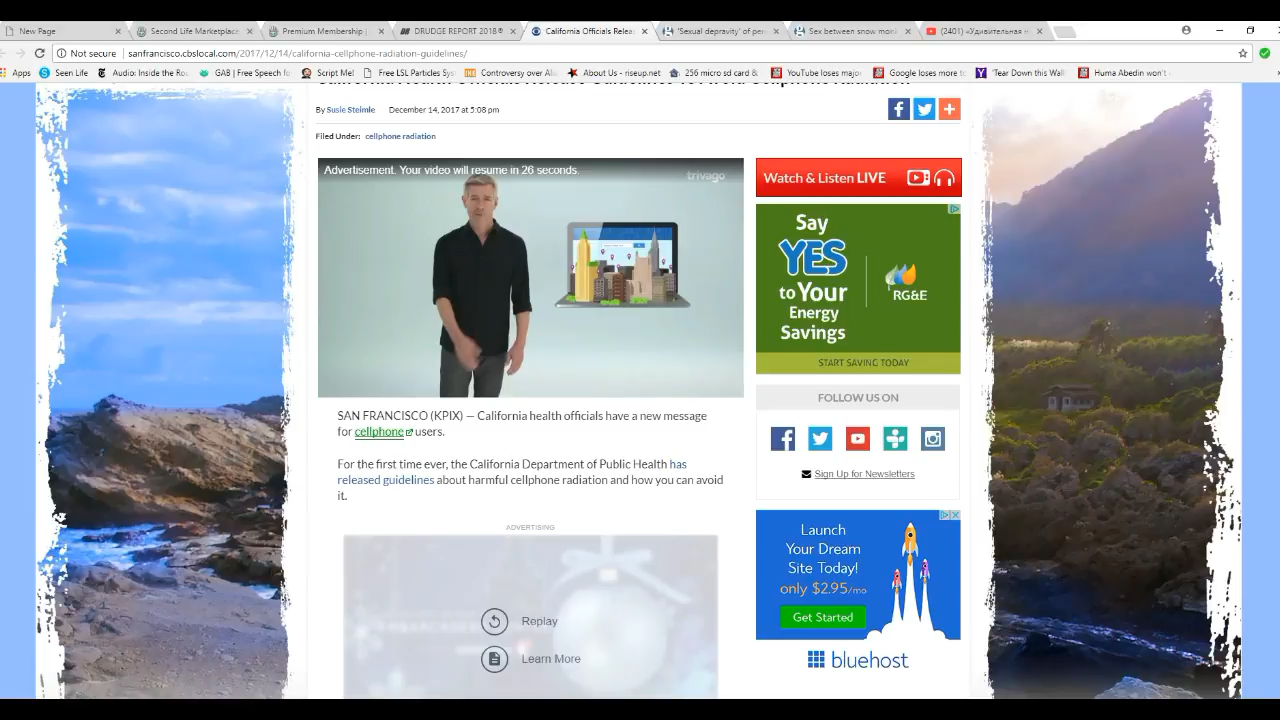 New Page
Second Life Marketplace
Premium Membership |
DRUDGE REPORT 2018®
California Officials Relea
'Sexual depravity' of pen
Sex between snow monk
(2401) «Удивительная н
Not secure
sanfrancisco.cbslocal.com/2017/12/14/california-cellphone-radiation-guidelines/
Apps
Seen Life
Audio: Inside the Rou
GAB | Free Speech fo
Script Me!
Free LSL Particles Sys
Controversy over Ali
About Us - riseup.net
256 micro sd card &
YouTube loses major
Google loses more to
'Tear Down this Wall
Huma Abedin won't
By Susie Steimle
December 14, 2017 at 5:08 pm
Filed Under: cellphone radiation
Advertisement. Your video will resume in 26 seconds.
trivago
SAN FRANCISCO (KPIX) — California health officials have a new message
for cellphone users.
For the first time ever, the California Department of Public Health has
released guidelines about harmful cellphone radiation and how you can avoid
it.
ADVERTISING
Replay
Learn More
Watch & Listen LIVE
Say
YES
to Your
Energy
Savings
RG&E
START SAVING TODAY
FOLLOW US ON
Sign Up for Newsletters
Launch
Your Dream
Site Today!
only $2.95/mo
Get Started
bluehost